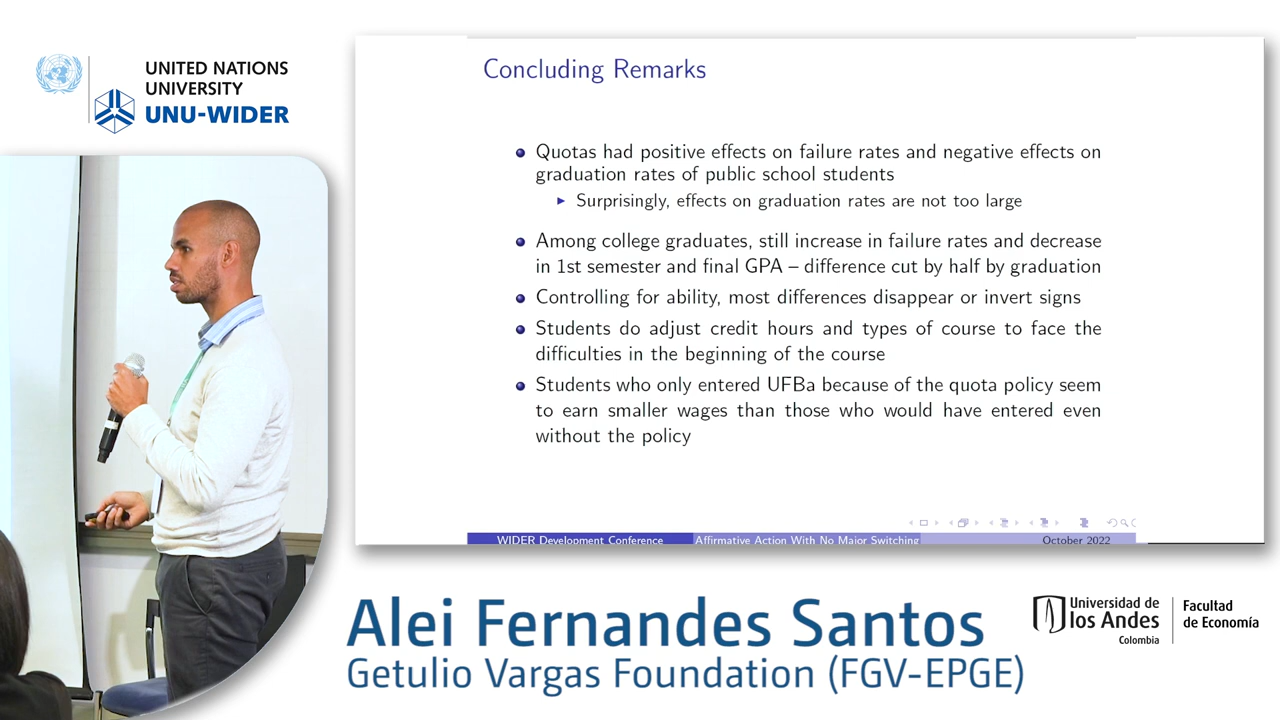 UNITED NATIONS
UNIVERSITY
UNU-WIDER
Concluding Remarks
Quotas had positive effects on failure rates and negative effects on
graduation rates of public school students
Surprisingly, effects on graduation rates are not too large
Among college graduates, still increase in failure rates and decrease
in 1st semester and final GPA – difference cut by half by graduation
Controlling for ability, most differences disappear or invert signs
Students do adjust credit hours and types of course to face the
difficulties in the beginning of the course
Students who only entered UFBa because of the quota policy seem
to earn smaller wages than those who would have entered even
without the policy
WIDER Development Conference
Affirmative Action With No Major Switching
October 2022
Alei Fernandes Santos
Getulio Vargas Foundation (FGV-EPGE)
Universidad de
los Andes
Colombia
Facultad
de Economía